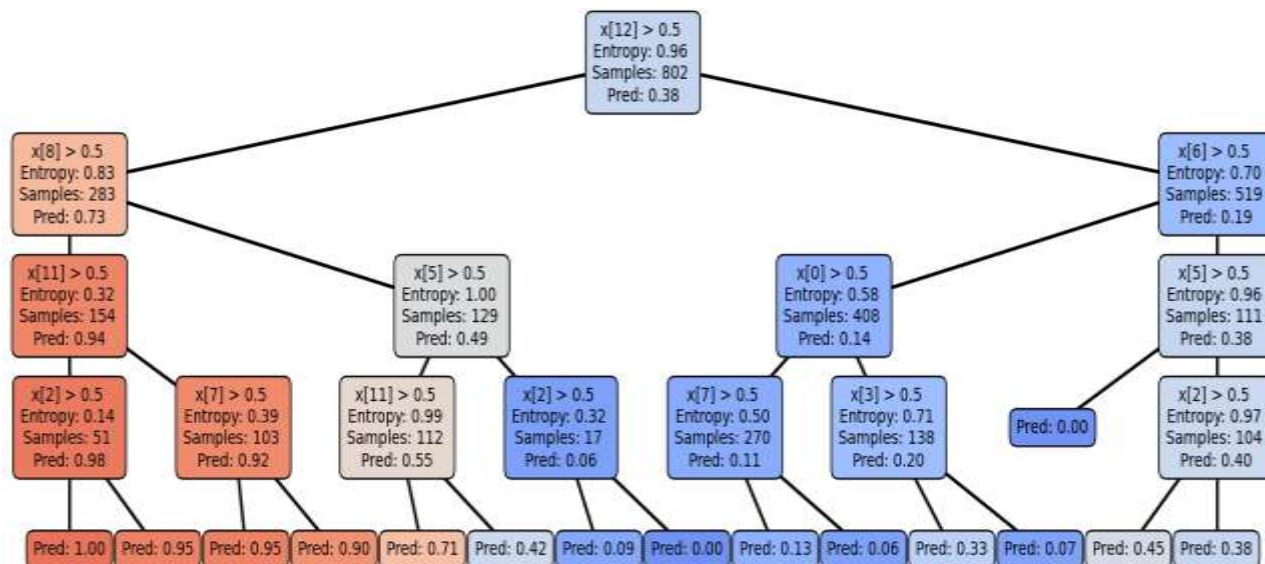 x[12] > 0.5
Entropy: 0.96
Samples: 802
Pred: 0.38
x[8] > 0.5
Entropy: 0.83
Samples: 283
Pred: 0.73
x[6] > 0.5
Entropy: 0.70
Samples: 519
Pred: 0.19
x[11] > 0.5
Entropy: 0.32
Samples: 154
Pred: 0.94
x[5] > 0.5
Entropy: 1.00
Samples: 129
Pred: 0.49
x[0] > 0.5
Entropy: 0.58
Samples: 408
Pred: 0.14
x[5] > 0.5
Entropy: 0.96
Samples: 111
Pred: 0.38
x[2] > 0.5
Entropy: 0.14
Samples: 51
Pred: 0.98
x[7] > 0.5
Entropy: 0.39
Samples: 103
Pred: 0.92
x[11] > 0.5
Entropy: 0.99
Samples: 112
Pred: 0.55
x[2] > 0.5
Entropy: 0.32
Samples: 17
Pred: 0.06
x[7] > 0.5
Entropy: 0.50
Samples: 270
Pred: 0.11
x[3] > 0.5
Entropy: 0.71
Samples: 138
Pred: 0.20
Pred: 0.00
x[2] > 0.5
Entropy: 0.97
Samples: 104
Pred: 0.40
Pred: 1.00
Pred: 0.95
Pred: 0.95
Pred: 0.90
Pred: 0.71
Pred: 0.42
Pred: 0.09
Pred: 0.00
Pred: 0.13
Pred: 0.06
Pred: 0.33
Pred: 0.07
Pred: 0.45
Pred: 0.38